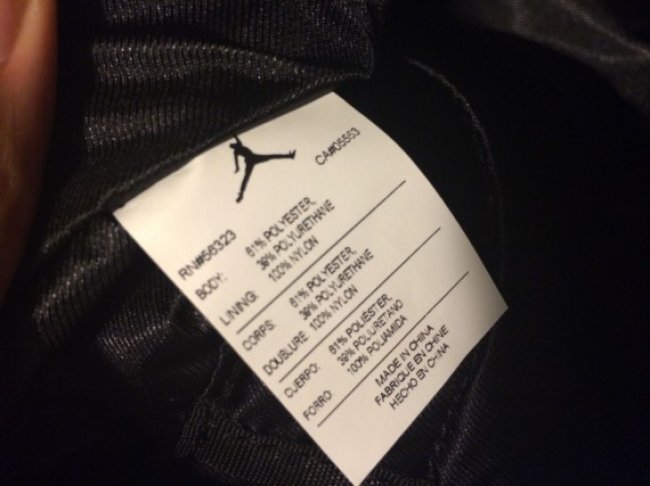 RN#56323 CA#05553
BODY: 61% POLYESTER,
39% POLYURETHANE
LINING: 100% NYLON
CORPS: 61% POLYESTER,
39% POLYURETHANE
DOUBLURE 100% NYLON
CUERPO: 61% POLIÉSTER,
39% POLIURETANO
FORRO: 100% POLIAMIDA
MADE IN CHINA
FABRIQUE EN CHINE
HECHO EN CHINA